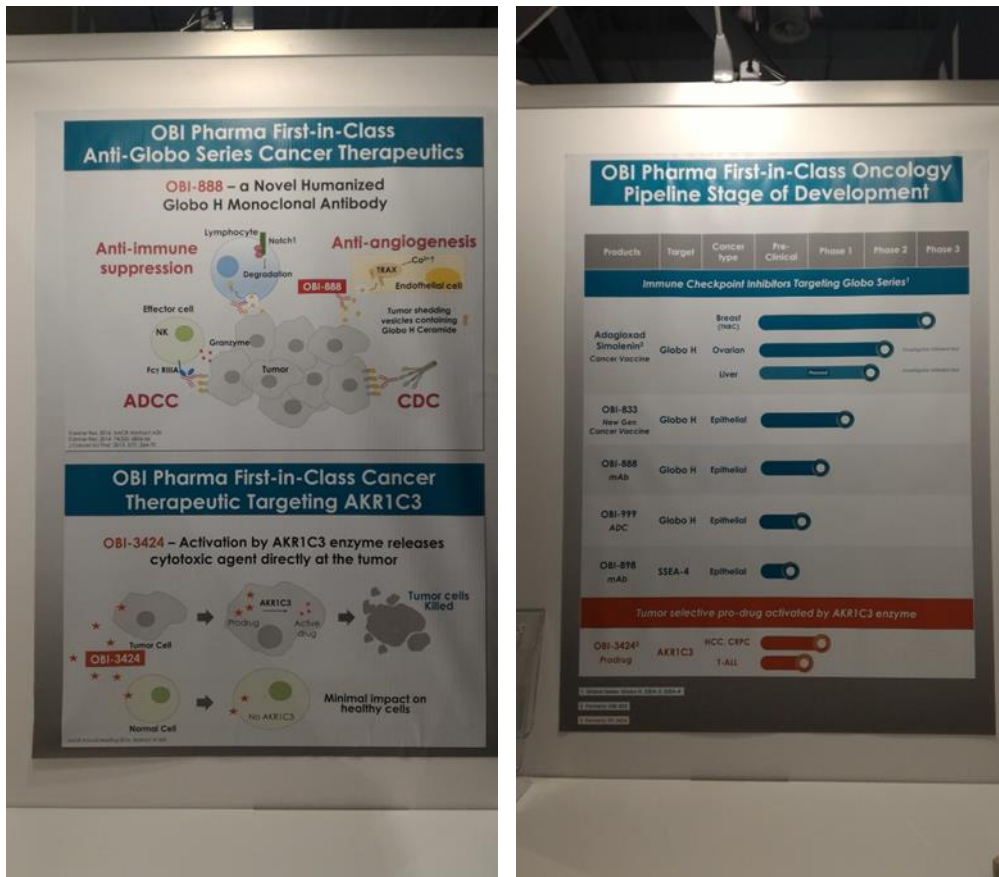 OBI Pharma First-in-Class
Anti-Globo Series Cancer Therapeutics
OBI-888 – a Novel Humanized
Globo H Monoclonal Antibody
Anti-immune
suppression
Lymphocyte
Notch1
Degradation
Anti-angiogenesis
Ca²⁺↑
TRAX
OBI-888
Endothelial cell
Effector cell
NK
Granzyme
Tumor shedding
vesicles containing
Globo H Ceramide
Fcγ RIIIA
Tumor
ADCC
CDC
OBI Pharma First-in-Class Cancer
Therapeutic Targeting AKR1C3
OBI-3424 – Activation by AKR1C3 enzyme releases
cytotoxic agent directly at the tumor
AKR1C3
Prodrug
Active
drug
Tumor cells
Killed
Tumor Cell
OBI-3424
Normal Cell
No AKR1C3
Minimal impact on
healthy cells
OBI Pharma First-in-Class Oncology
Pipeline Stage of Development
Products Target Cancer type Pre-Clinical Phase 1 Phase 2 Phase 3
Immune Checkpoint Inhibitors Targeting Globo Series¹
Adagloxad
Simolenin²
Cancer Vaccine
Globo H
Breast
(TNBC)
Ovarian
Liver
Planned
OBI-833
New Gen
Cancer Vaccine
Globo H Epithelial
OBI-888
mAb
Globo H Epithelial
OBI-999
ADC
Globo H Epithelial
OBI-898
mAb
SSEA-4 Epithelial
Tumor selective pro-drug activated by AKR1C3 enzyme
OBI-3424³
Prodrug
AKR1C3
HCC, CRPC
T-ALL